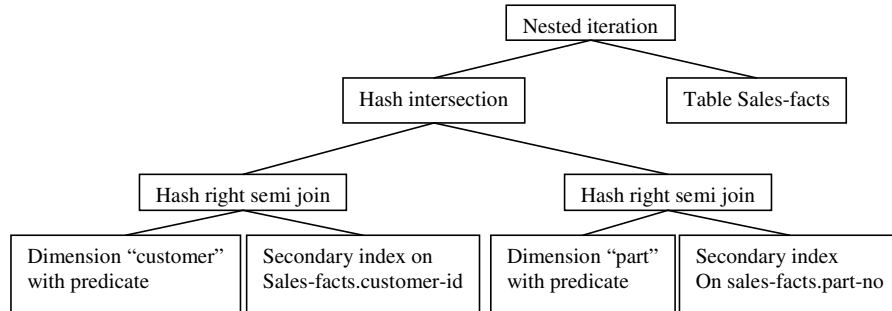 Nested iteration
Hash intersection
Table Sales-facts
Hash right semi join
Hash right semi join
Dimension “customer”
with predicate
Secondary index on
Sales-facts.customer-id
Dimension “part”
with predicate
Secondary index
On sales-facts.part-no